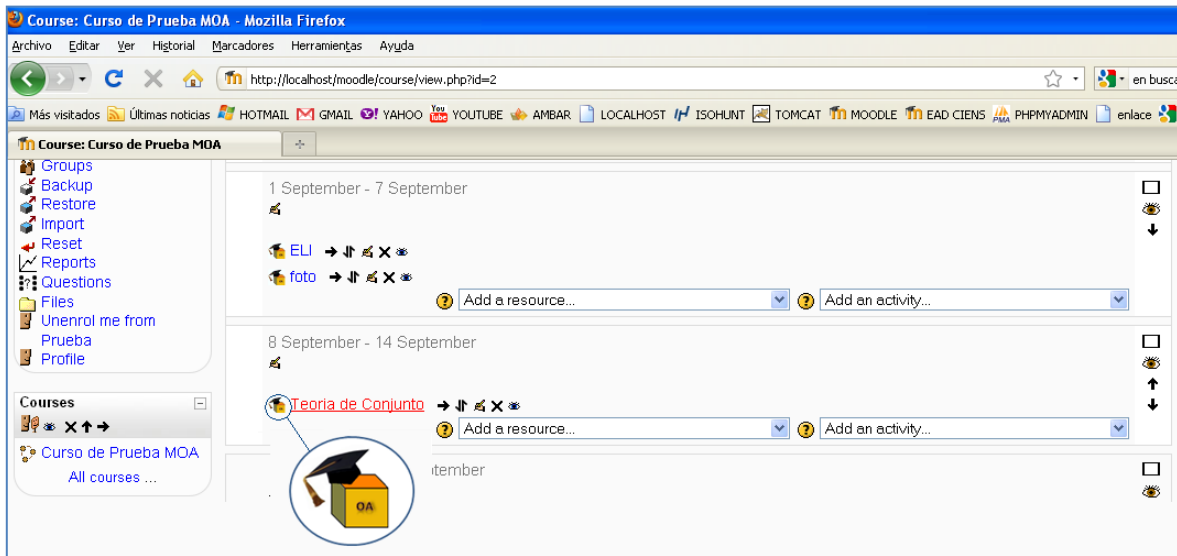 Course: Curso de Prueba MOA - Mozilla Firefox
Archivo Editar Ver Historial Marcadores Herramientas Ayuda
http://localhost/moodle/course/view.php?id=2 en busca
Más visitados Últimas noticias HOTMAIL GMAIL YAHOO You Tube YOUTUBE AMBAR LOCALHOST ISOHUNT TOMCAT MOODLE EAD CIENS PMA PHPMYADMIN enlace
Course: Curso de Prueba MOA
Groups
Backup
Restore
Import
Reset
Reports
Questions
Files
Unenrol me from
Prueba
Profile
Courses
Curso de Prueba MOA
All courses ...
1 September - 7 September
ELI
foto
Add a resource... Add an activity...
8 September - 14 September
Teoria de Conjunto
Add a resource... Add an activity...
tember
OA